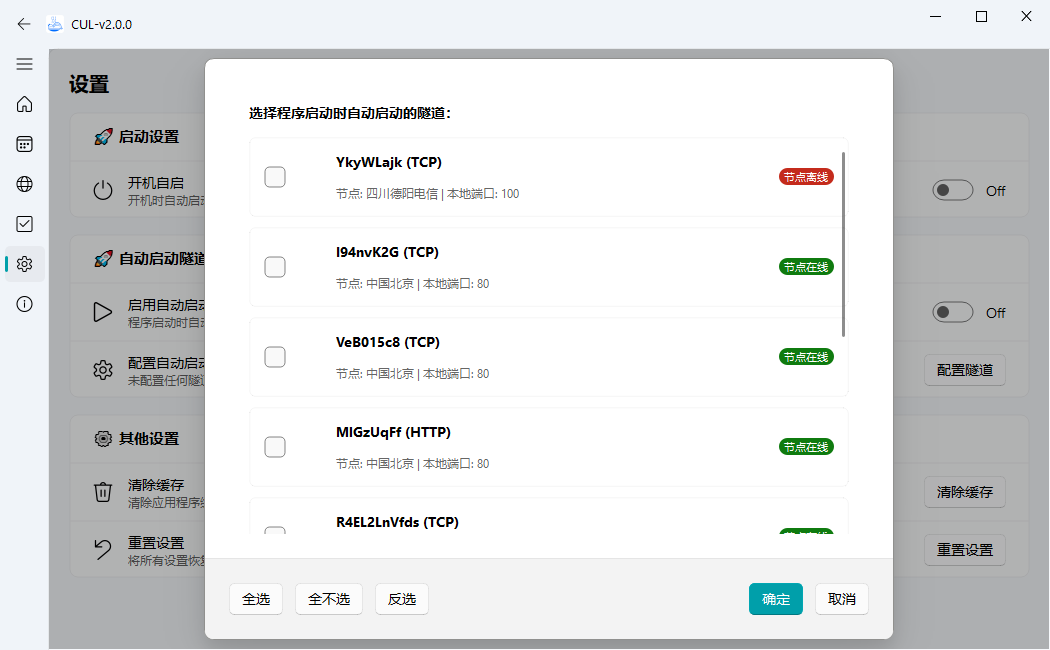 CUL-v2.0.0
设置
启动设置
开机自启
开机时自动启动
Off
自动启动隧道
启用自动启动
程序启动时自动
Off
配置自动启动
未配置任何隧道
配置隧道
其他设置
清除缓存
清除应用程序缓
清除缓存
重置设置
将所有设置恢复
重置设置
选择程序启动时自动启动的隧道：
YkyWLajk (TCP)
节点: 四川德阳电信 | 本地端口: 100
节点离线
I94nvK2G (TCP)
节点: 中国北京 | 本地端口: 80
节点在线
VeB015c8 (TCP)
节点: 中国北京 | 本地端口: 80
节点在线
MIGzUqFf (HTTP)
节点: 中国北京 | 本地端口: 80
节点在线
R4EL2LnVfds (TCP)
全选
全不选
反选
确定
取消